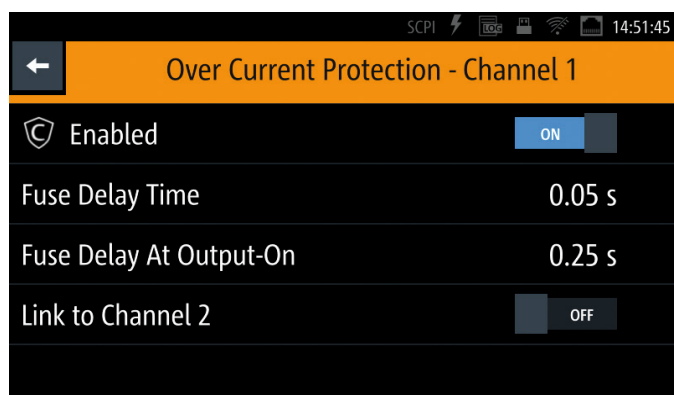 SCPI LOG 14:51:45
Over Current Protection - Channel 1
C Enabled ON
Fuse Delay Time 0.05 s
Fuse Delay At Output-On 0.25 s
Link to Channel 2 OFF